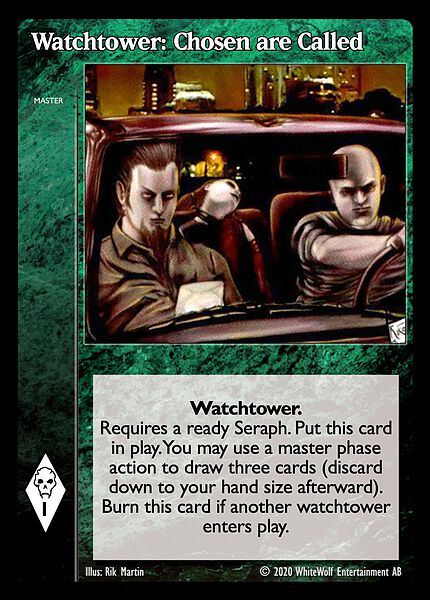 Watchtower: Chosen are Called
MASTER
Watchtower.
Requires a ready Seraph. Put this card
in play.You may use a master phase
action to draw three cards (discard
down to your hand size afterward).
Burn this card if another watchtower
enters play.
I
Illus: Rik Martin © 2020 WhiteWolf Entertainment AB